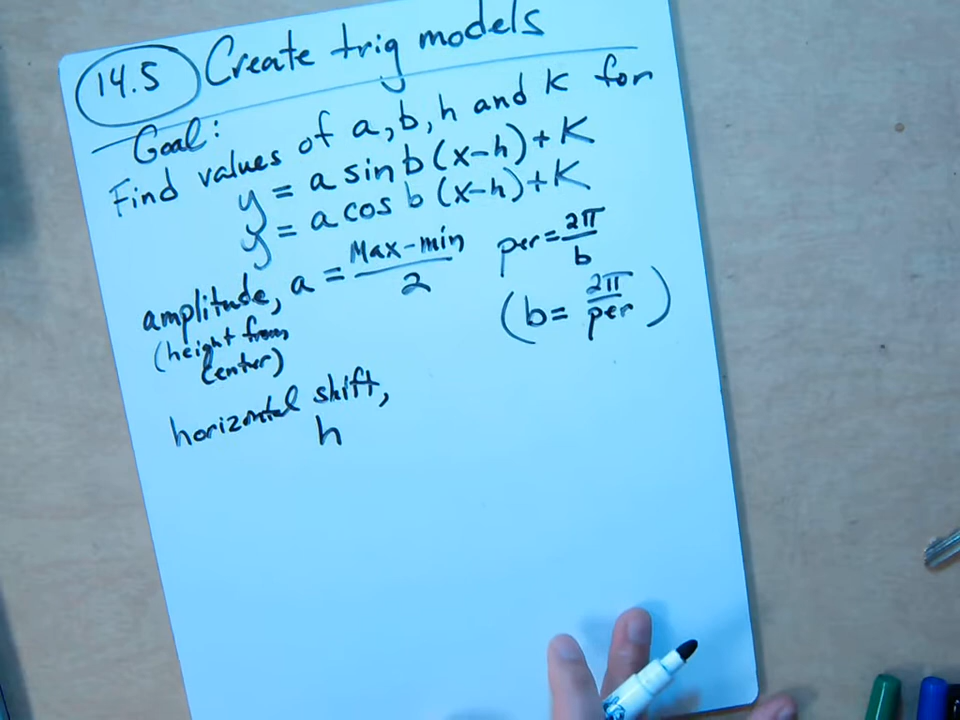 14.5 Create trig models
Goal:
Find values of a, b, h and k for
y = a sin b (x-h) + K
y = a cos b (x-h) + K
amplitude, a = Max-min / 2
(height from center)
per = 2π / b
(b = 2π / per)
horizontal shift,
h